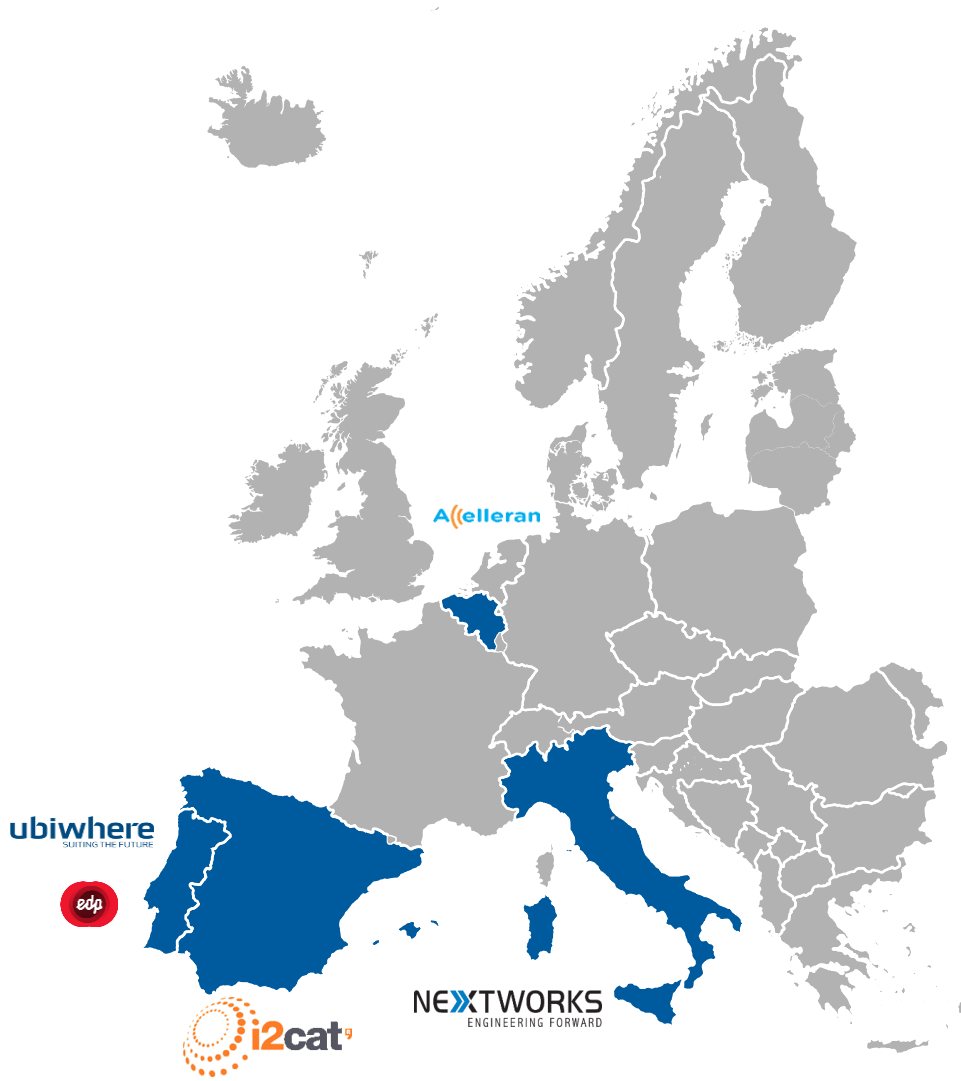 Accelleran
ubiwhere
SUITING THE FUTURE
edp
NEXTWORKS
ENGINEERING FORWARD
i2cat